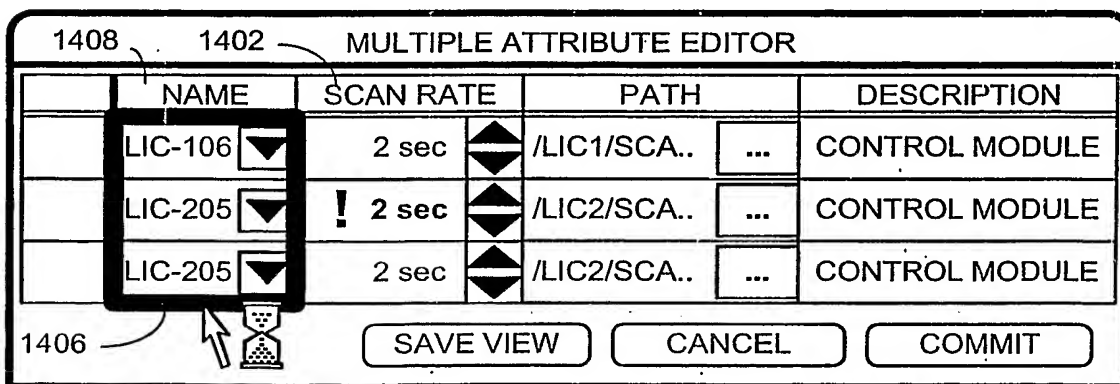 1408 1402 MULTIPLE ATTRIBUTE EDITOR
NAME SCAN RATE PATH DESCRIPTION
LIC-106 2 sec /LIC1/SCA.. ... CONTROL MODULE
LIC-205 ! 2 sec /LIC2/SCA.. ... CONTROL MODULE
LIC-205 2 sec /LIC2/SCA.. ... CONTROL MODULE
1406 SAVE VIEW CANCEL COMMIT